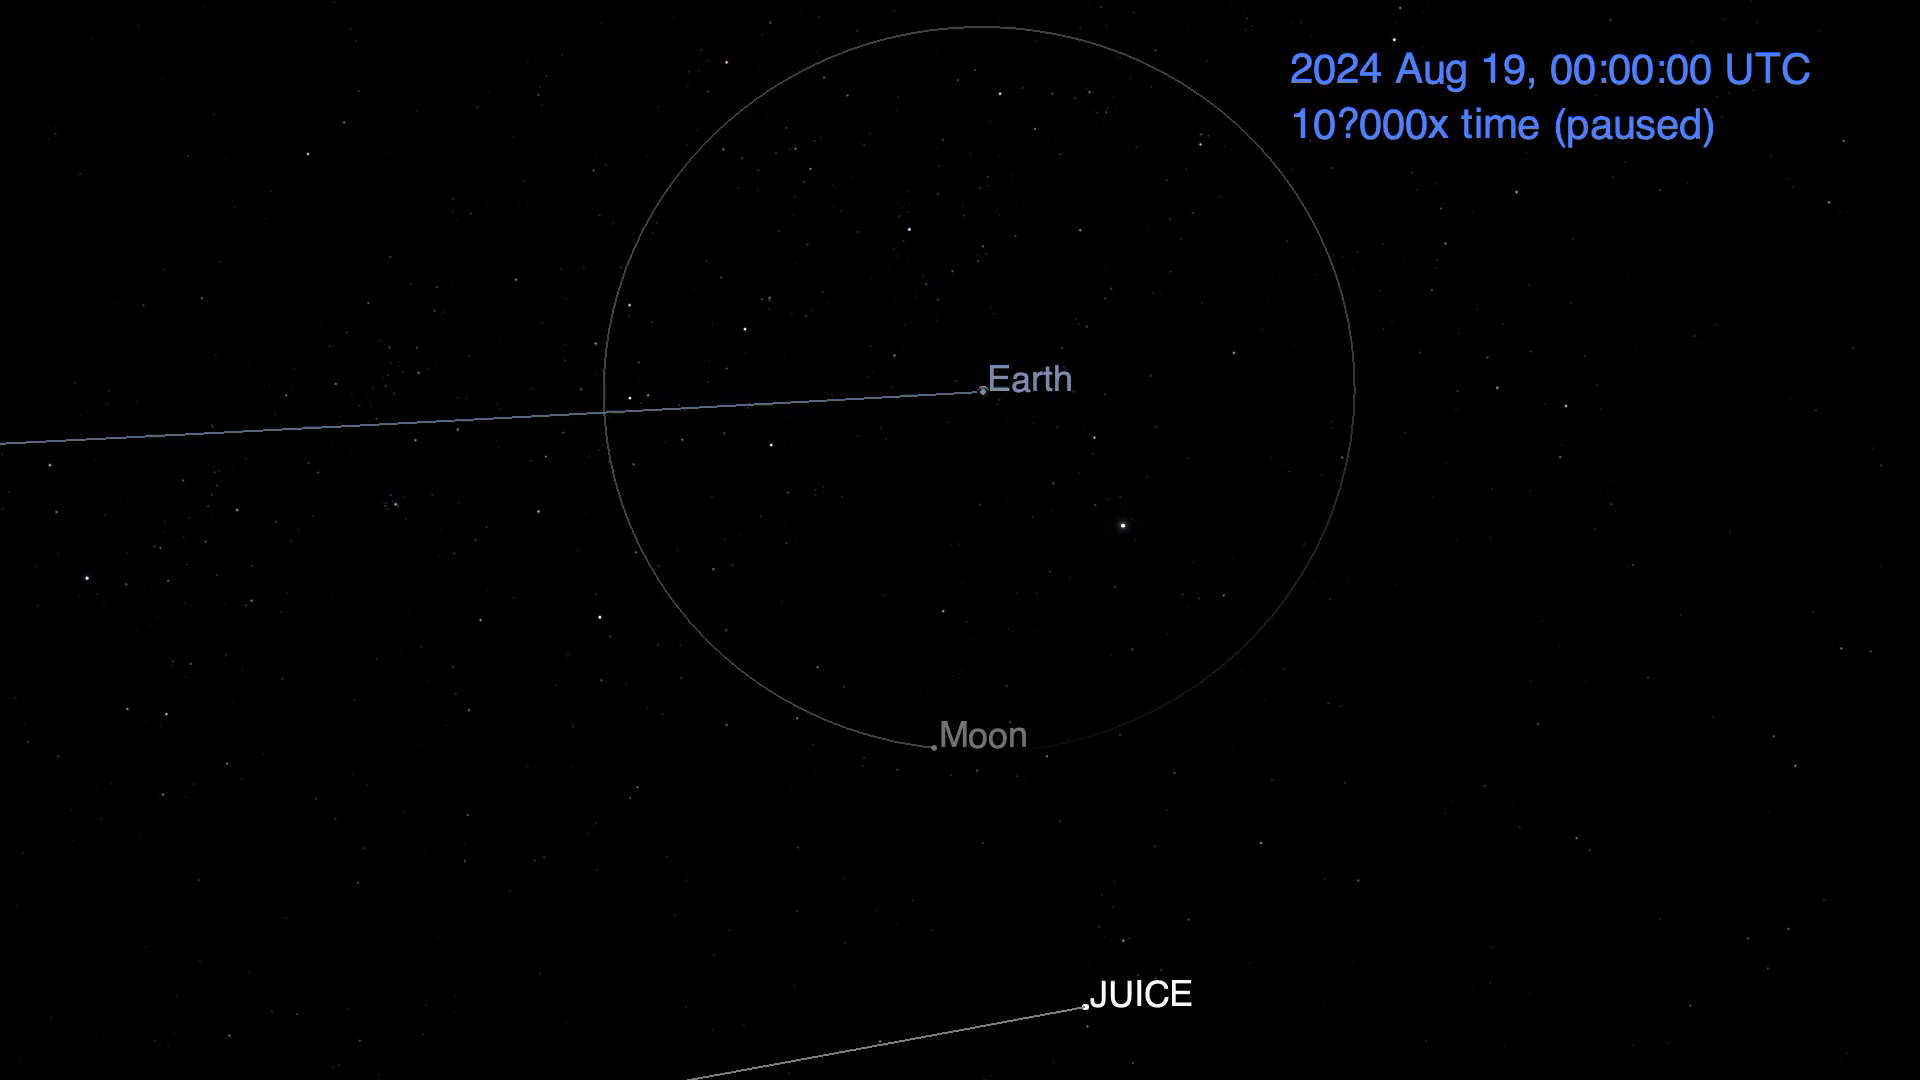 2024 Aug 19, 00:00:00 UTC
10?000x time (paused)
Earth
Moon
JUICE